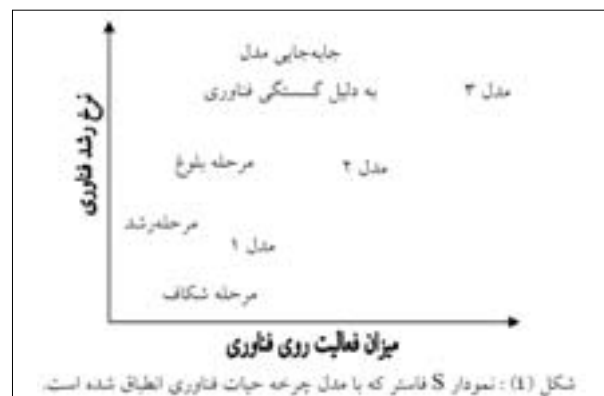 جابه‌جایی مدل
به دلیل گسستگی فناوری
مدل ۳
مرحله بلوغ
مدل ۲
مرحله‌رشد
مدل ۱
مرحله شکاف
نرخ رشد فناوری
میزان فعالیت روی فناوری
شکل (1) : نمودار S فاستر که با مدل چرخه حیات فناوری انطباق شده است.